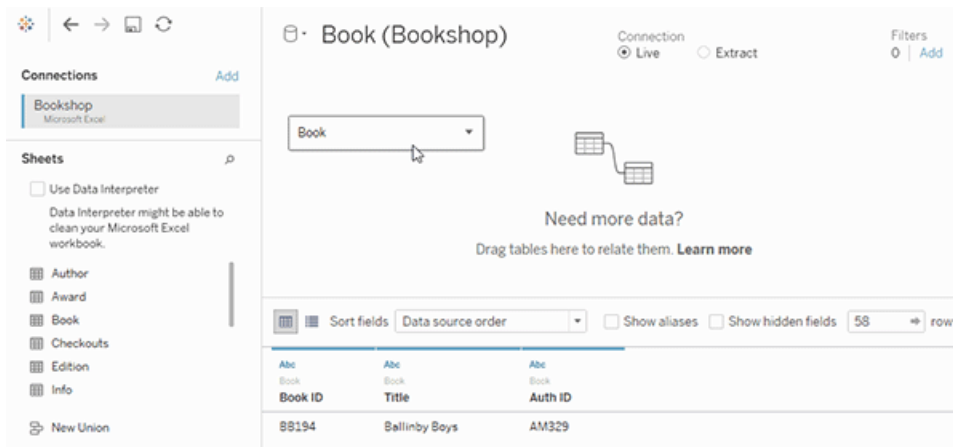 Book (Bookshop)
Connection
Live
Extract
Filters
0 | Add
Connections
Add
Bookshop
Microsoft Excel
Sheets
Use Data Interpreter
Data Interpreter might be able to
clean your Microsoft Excel
workbook.
Author
Award
Book
Checkouts
Edition
Info
New Union
Book
Need more data?
Drag tables here to relate them. Learn more
Sort fields
Data source order
Show aliases
Show hidden fields
58
row
Abc
Abc
Abc
Book
Book
Book
Book ID
Title
Auth ID
BB194
Ballinby Boys
AM329